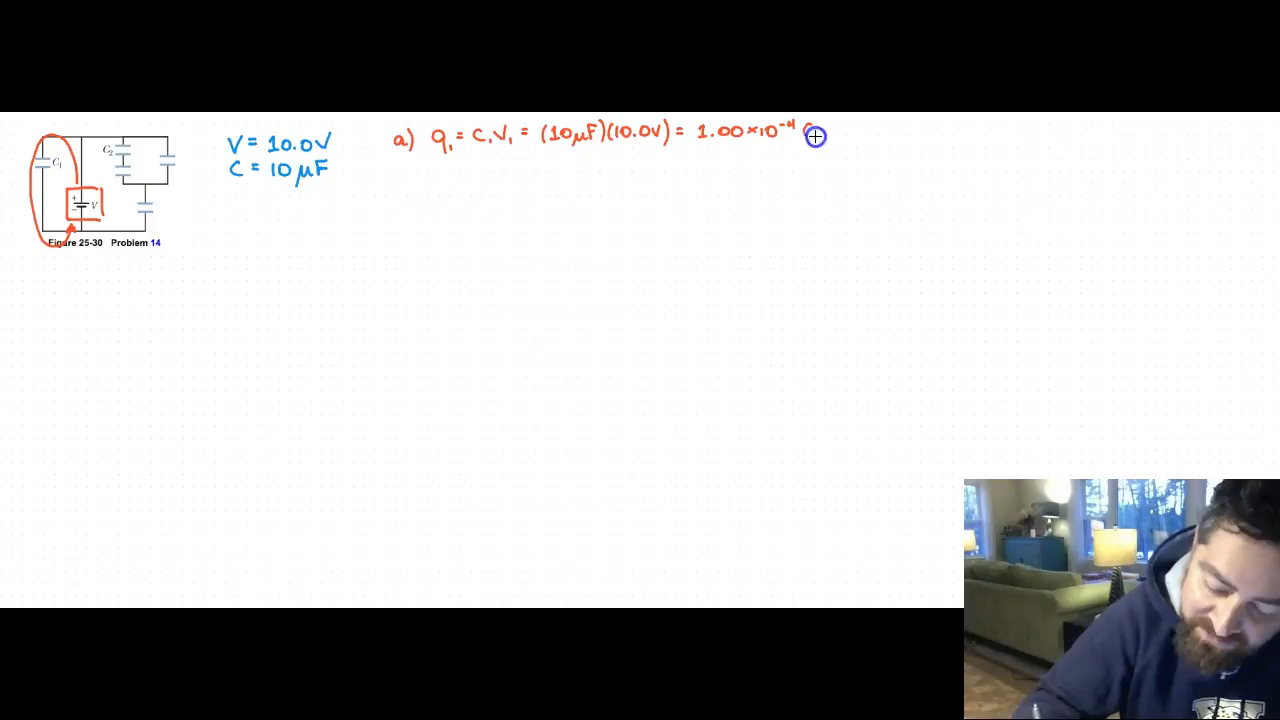 C₁
+
−
V
C₂
Figure 25-30 Problem 14
V = 10.0V
C = 10 μF
a) q₁ = C₁V₁ = (10μF)(10.0V) = 1.00×10⁻⁴